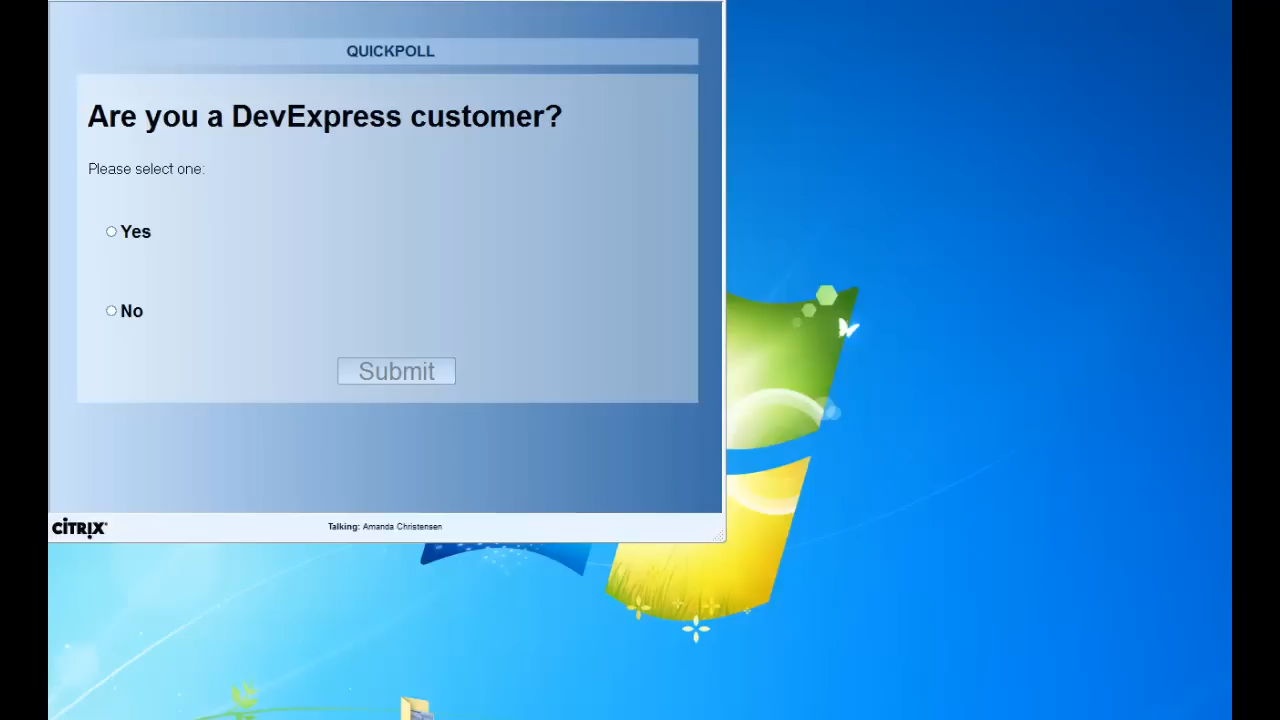 QUICKPOLL
Are you a DevExpress customer?
Please select one:
Yes
No
Submit
CITRIX®
Talking: Amanda Christensen